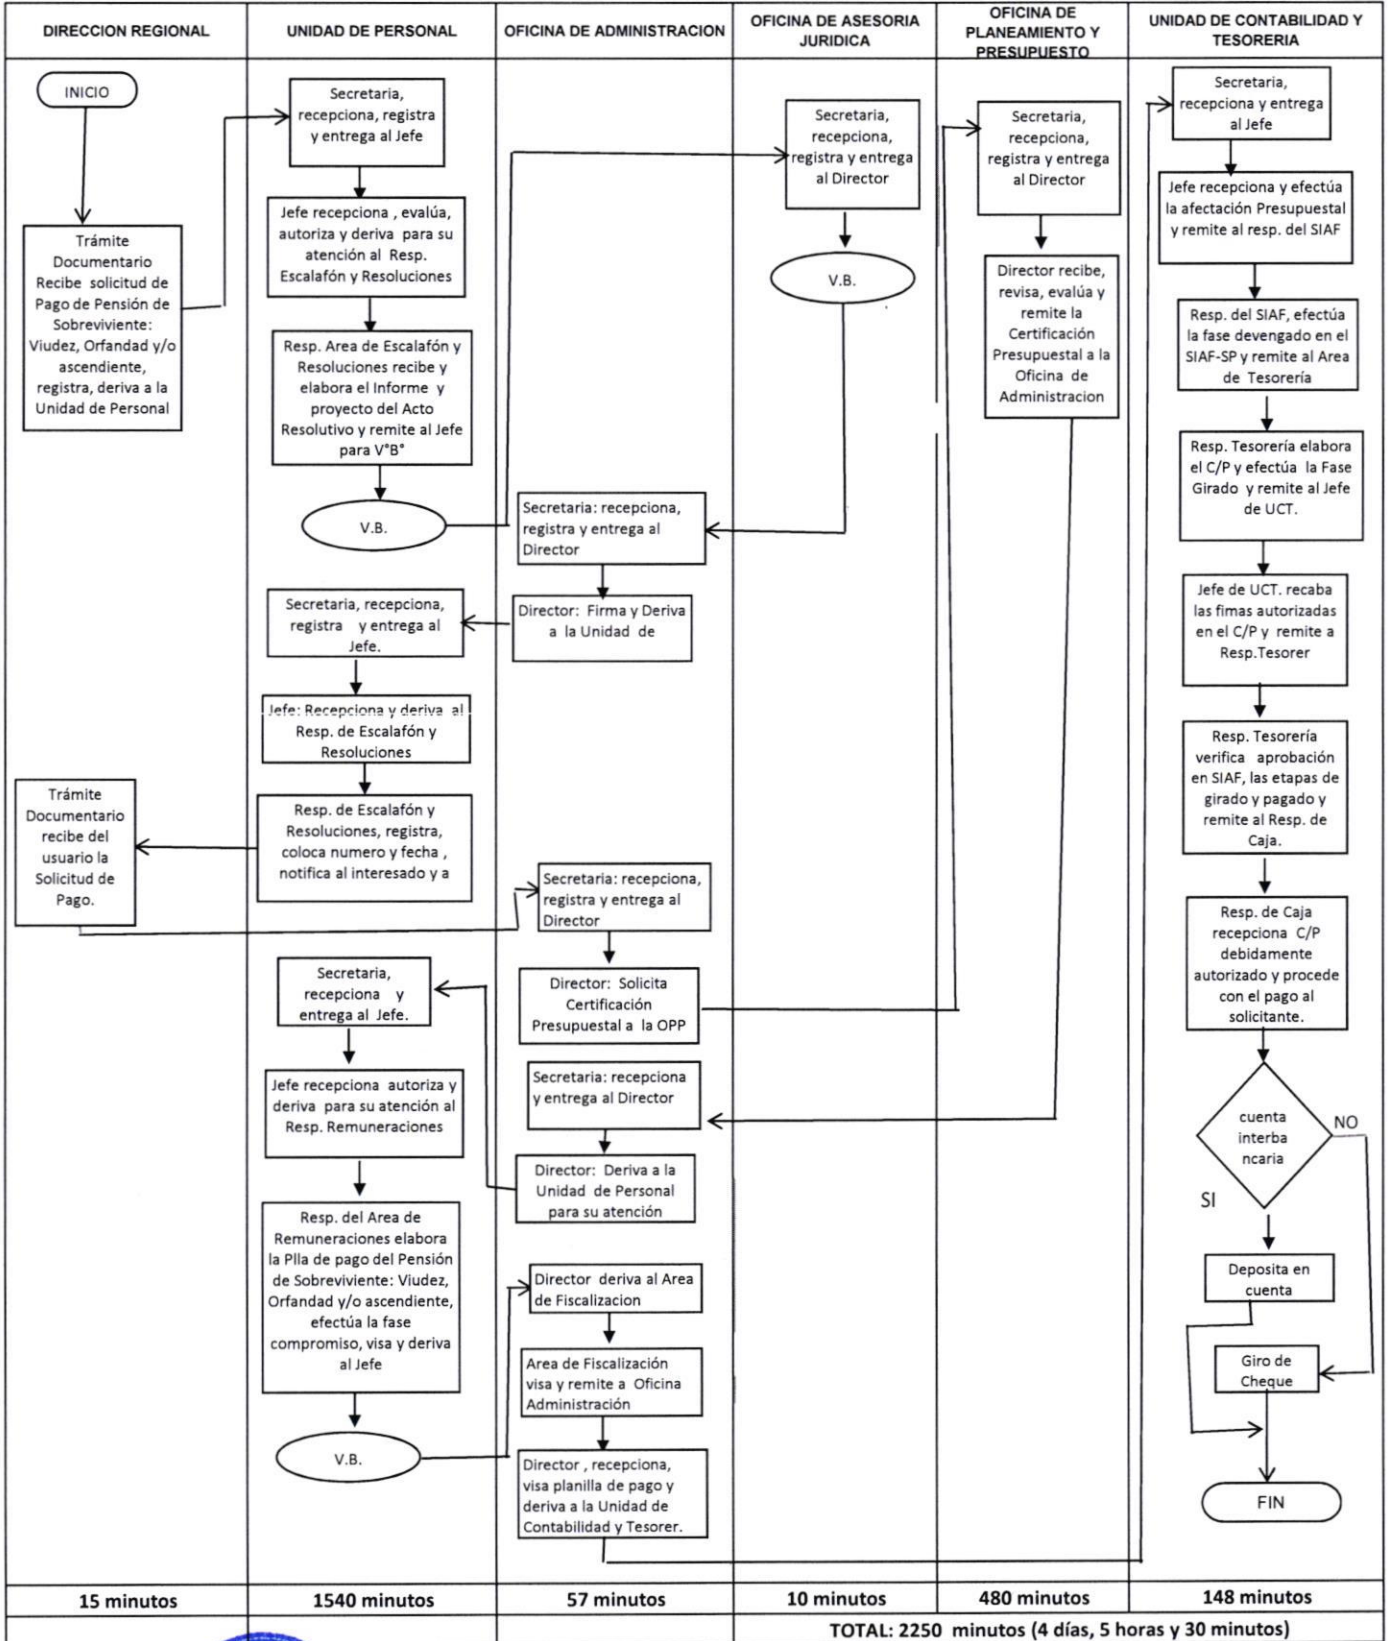 DIRECCION REGIONAL
UNIDAD DE PERSONAL
OFICINA DE ADMINISTRACION
OFICINA DE ASESORIA
JURIDICA
OFICINA DE
PLANEAMIENTO Y
PRESUPUESTO
UNIDAD DE CONTABILIDAD Y
TESORERIA
INICIO
Trámite
Documentario
Recibe solicitud de
Pago de Pensión de
Sobreviviente:
Viudez, Orfandad y/o
ascendiente,
registra, deriva a la
Unidad de Personal
Trámite
Documentario
recibe del
usuario la
Solicitud de
Pago.
Secretaria,
recepciona, registra
y entrega al Jefe
Jefe recepciona , evalúa,
autoriza y deriva para su
atención al Resp.
Escalafón y Resoluciones
Resp. Area de Escalafón y
Resoluciones recibe y
elabora el Informe y
proyecto del Acto
Resolutivo y remite al Jefe
para V°B°
V.B.
Secretaria, recepciona,
registra y entrega al
Jefe.
Jefe: Recepciona y deriva al
Resp. de Escalafón y
Resoluciones
Resp. de Escalafón y
Resoluciones, registra,
coloca numero y fecha ,
notifica al interesado y a
Secretaria,
recepciona y
entrega al Jefe.
Jefe recepciona autoriza y
deriva para su atención al
Resp. Remuneraciones
Resp. del Area de
Remuneraciones elabora
la Plla de pago del Pensión
de Sobreviviente: Viudez,
Orfandad y/o ascendiente,
efectúa la fase
compromiso, visa y deriva
al Jefe
V.B.
Secretaria: recepciona,
registra y entrega al
Director
Director: Firma y Deriva
a la Unidad de
Secretaria: recepciona,
registra y entrega al
Director
Director: Solicita
Certificación
Presupuestal a la OPP
Secretaria: recepciona
y entrega al Director
Director: Deriva a la
Unidad de Personal
para su atención
Director deriva al Area
de Fiscalizacion
Area de Fiscalización
visa y remite a Oficina
Administración
Director , recepciona,
visa planilla de pago y
deriva a la Unidad de
Contabilidad y Tesorer.
Secretaria,
recepciona,
registra y entrega
al Director
V.B.
Secretaria,
recepciona,
registra y entrega
al Director
Director recibe,
revisa, evalúa y
remite la
Certificación
Presupuestal a la
Oficina de
Administracion
Secretaria,
recepciona y entrega
al Jefe
Jefe recepciona y efectúa
la afectación Presupuestal
y remite al resp. del SIAF
Resp. del SIAF, efectúa
la fase devengado en el
SIAF-SP y remite al Area
de Tesorería
Resp. Tesorería elabora
el C/P y efectúa la Fase
Girado y remite al Jefe
de UCT.
Jefe de UCT. recaba
las fimas autorizadas
en el C/P y remite a
Resp.Tesorer
Resp. Tesorería
verifica aprobación
en SIAF, las etapas de
girado y pagado y
remite al Resp. de
Caja.
Resp. de Caja
recepciona C/P
debidamente
autorizado y procede
con el pago al
solicitante.
cuenta
interba
ncaria
NO
SI
Deposita en
cuenta
Giro de
Cheque
FIN
15 minutos
1540 minutos
57 minutos
10 minutos
480 minutos
148 minutos
TOTAL: 2250 minutos (4 días, 5 horas y 30 minutos)